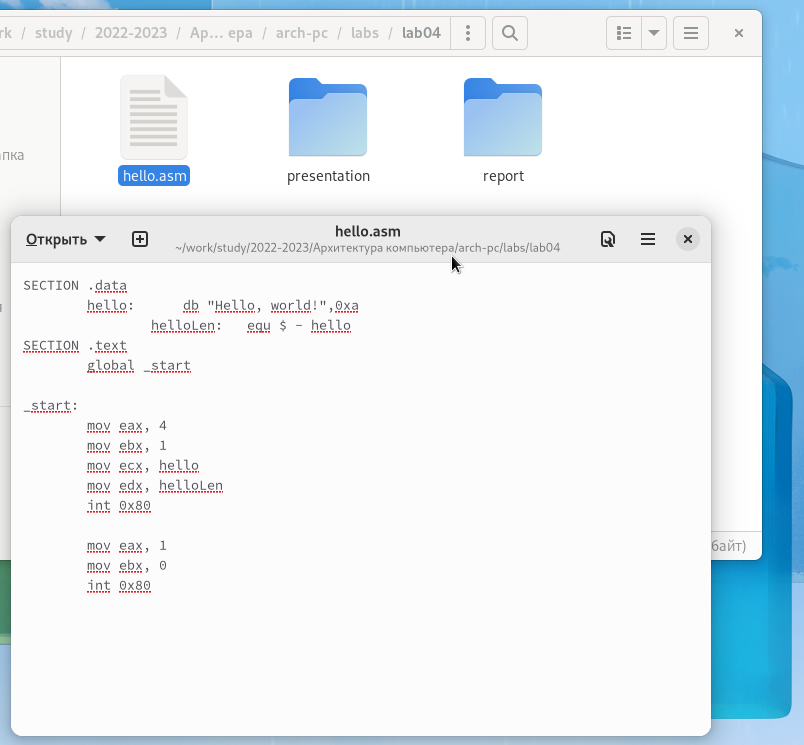 rk / study / 2022-2023 / Ар… ера / arch-pc / labs / lab04
апка
hello.asm
presentation
report
Открыть
hello.asm
~/work/study/2022-2023/Архитектура компьютера/arch-pc/labs/lab04
SECTION .data
hello: db "Hello, world!",0xa
helloLen: equ $ - hello
SECTION .text
global _start
_start:
mov eax, 4
mov ebx, 1
mov ecx, hello
mov edx, helloLen
int 0x80
mov eax, 1
mov ebx, 0
int 0x80
байт)